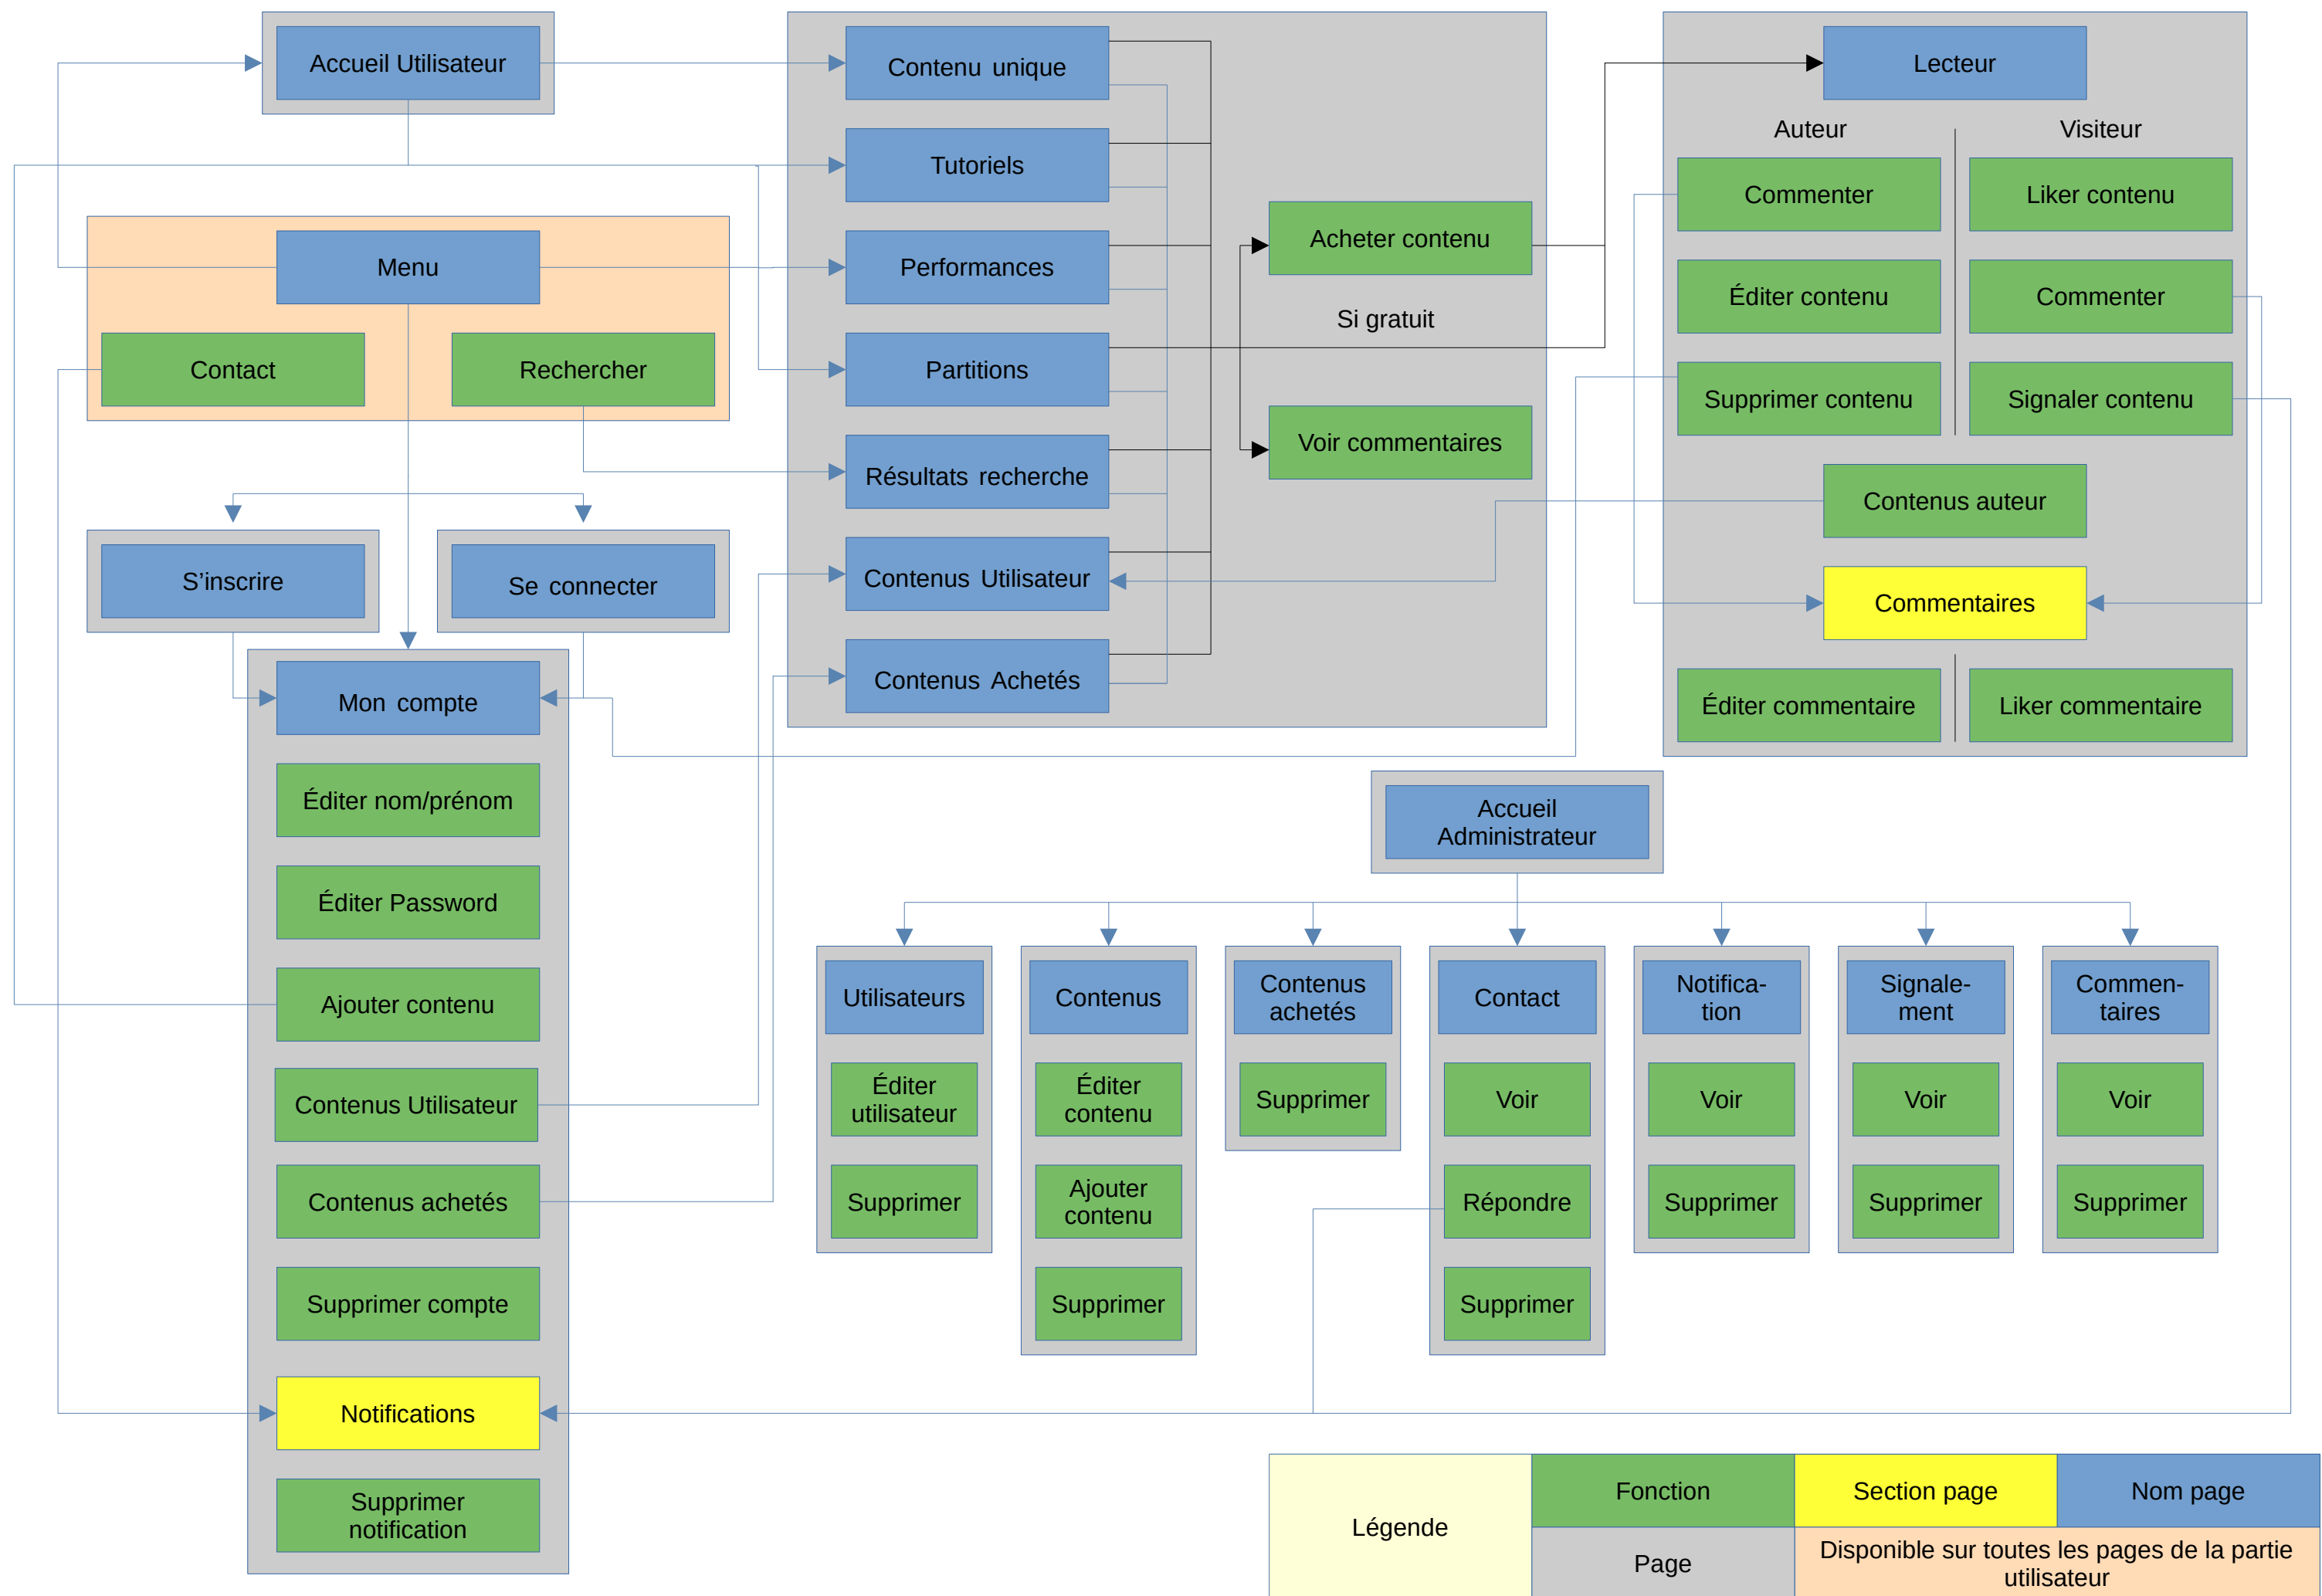 Accueil Utilisateur
Menu
Contact
Rechercher
S’inscrire
Se connecter
Mon compte
Éditer nom/prénom
Éditer Password
Ajouter contenu
Contenus Utilisateur
Contenus achetés
Supprimer compte
Notifications
Supprimer
notification
Contenu unique
Tutoriels
Performances
Partitions
Résultats recherche
Contenus Utilisateur
Contenus Achetés
Acheter contenu
Si gratuit
Voir commentaires
Lecteur
Auteur
Visiteur
Commenter
Liker contenu
Éditer contenu
Commenter
Supprimer contenu
Signaler contenu
Contenus auteur
Commentaires
Éditer commentaire
Liker commentaire
Accueil
Administrateur
Utilisateurs
Éditer
utilisateur
Supprimer
Contenus
Éditer
contenu
Ajouter
contenu
Supprimer
Contenus
achetés
Supprimer
Contact
Voir
Répondre
Supprimer
Notifica-
tion
Voir
Supprimer
Signale-
ment
Voir
Supprimer
Commen-
taires
Voir
Supprimer
Légende
Fonction
Section page
Nom page
Page
Disponible sur toutes les pages de la partie
utilisateur